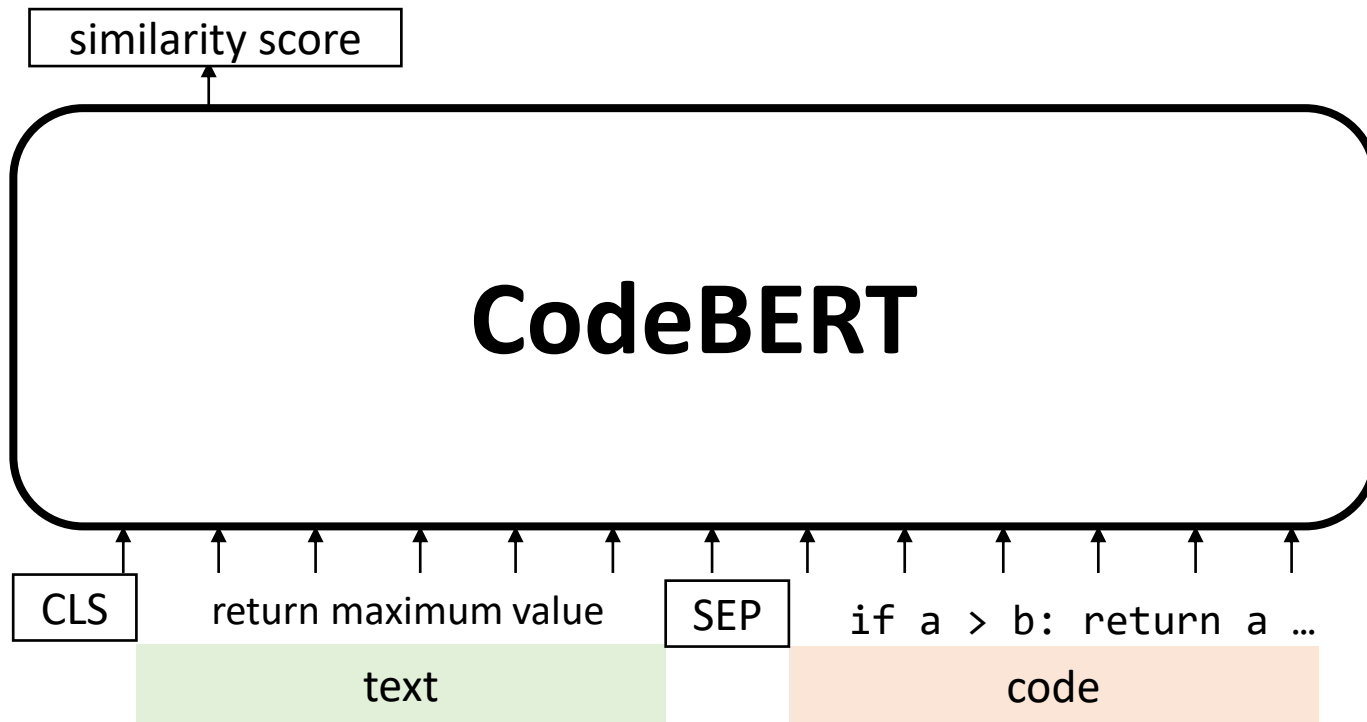 similarity score
CodeBERT
CLS return maximum value SEP if a > b: return a …
text code